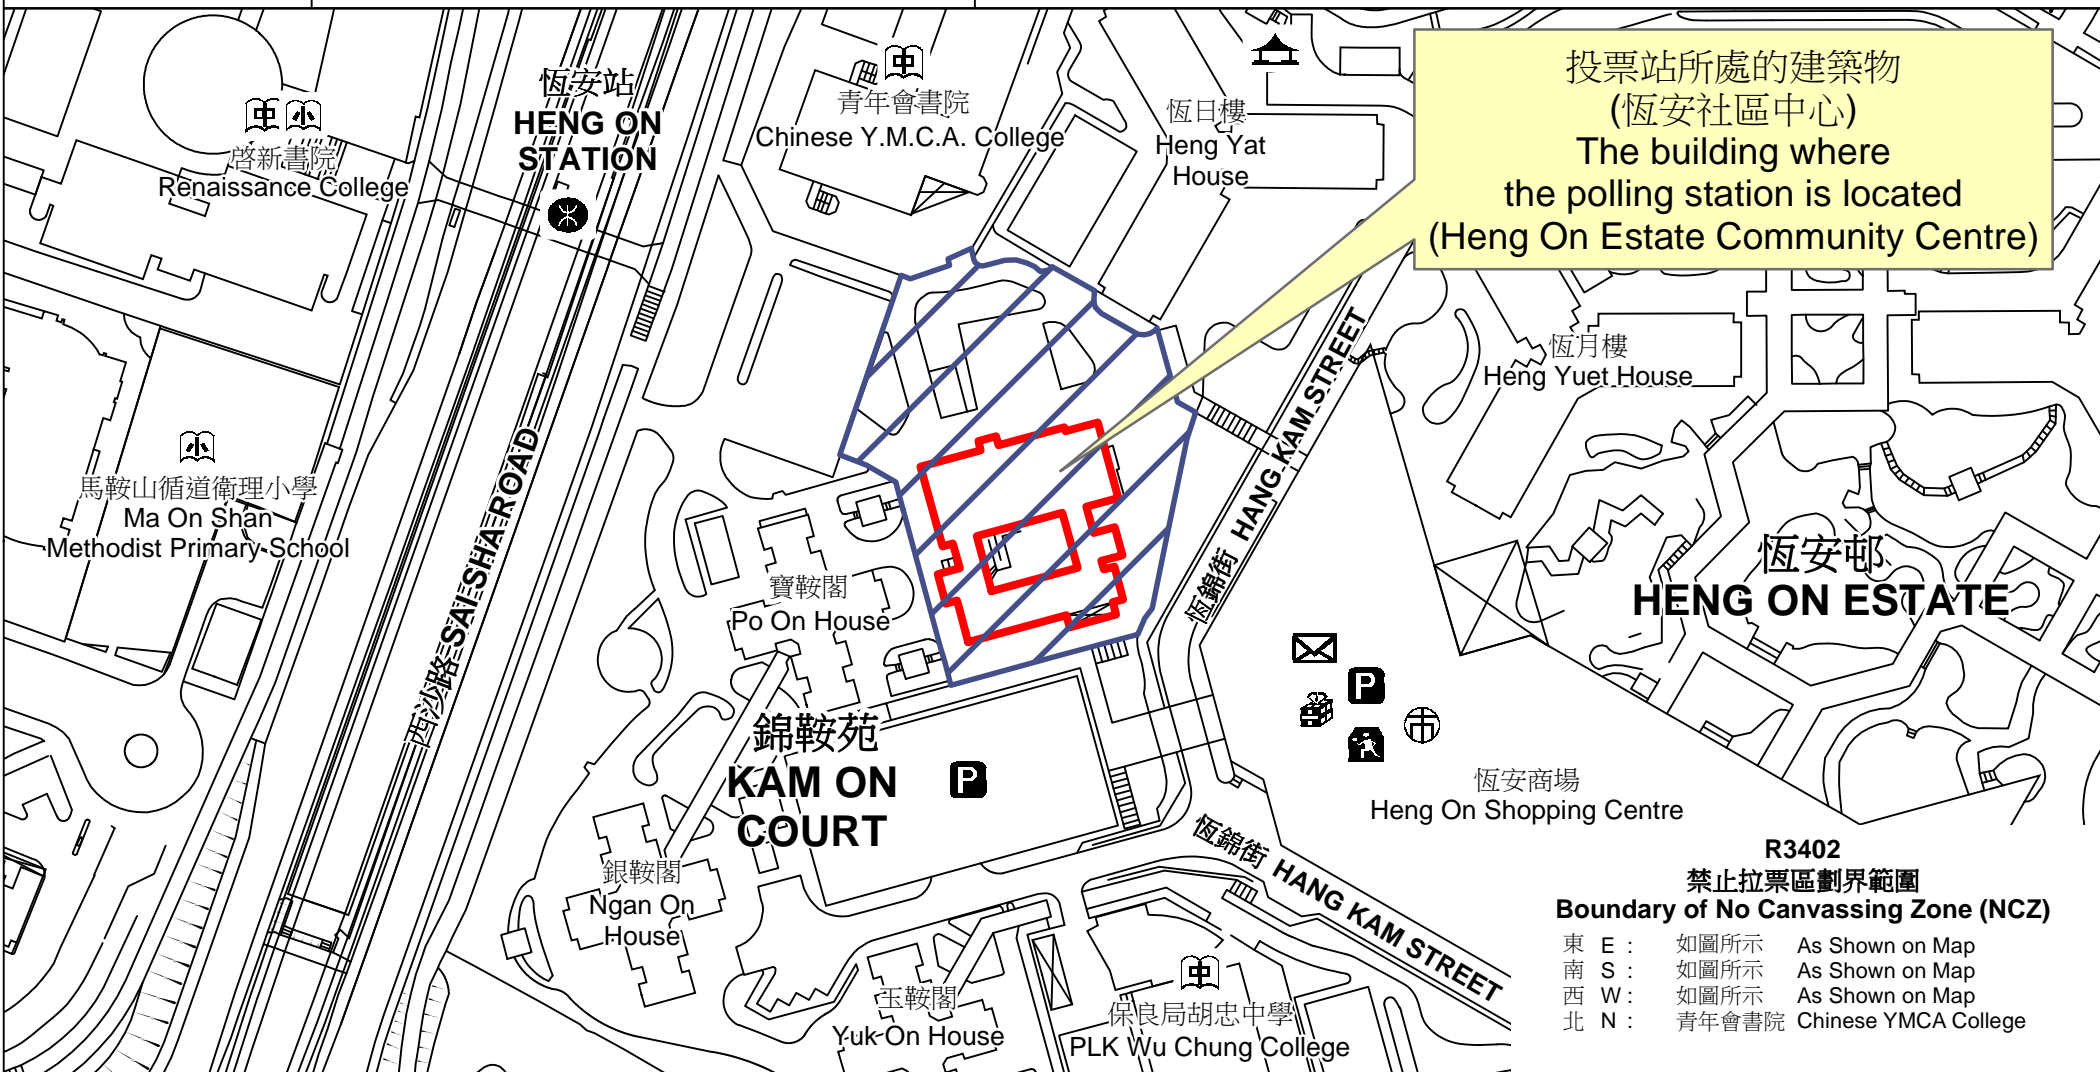 投票站所處的建築物
(恆安社區中心)
The building where
the polling station is located
(Heng On Estate Community Centre)
恆安站
HENG ON
STATION
中
青年會書院
Chinese Y.M.C.A. College
恆日樓
Heng Yat
House
中 小
啓新書院
Renaissance College
恆月樓
Heng Yuet House
小
馬鞍山循道衛理小學
Ma On Shan
Methodist Primary School
西沙路 SAI SHA ROAD
恆錦街 HANG KAM STREET
寶鞍閣
Po On House
恆安邨
HENG ON ESTATE
錦鞍苑
KAM ON
COURT
P
P
市
恆安商場
Heng On Shopping Centre
恆錦街 HANG KAM STREET
銀鞍閣
Ngan On
House
玉鞍閣
Yuk On House
中
保良局胡忠中學
PLK Wu Chung College
R3402
禁止拉票區劃界範圍
Boundary of No Canvassing Zone (NCZ)
東 E : 如圖所示 As Shown on Map
南 S : 如圖所示 As Shown on Map
西 W : 如圖所示 As Shown on Map
北 N : 青年會書院 Chinese YMCA College